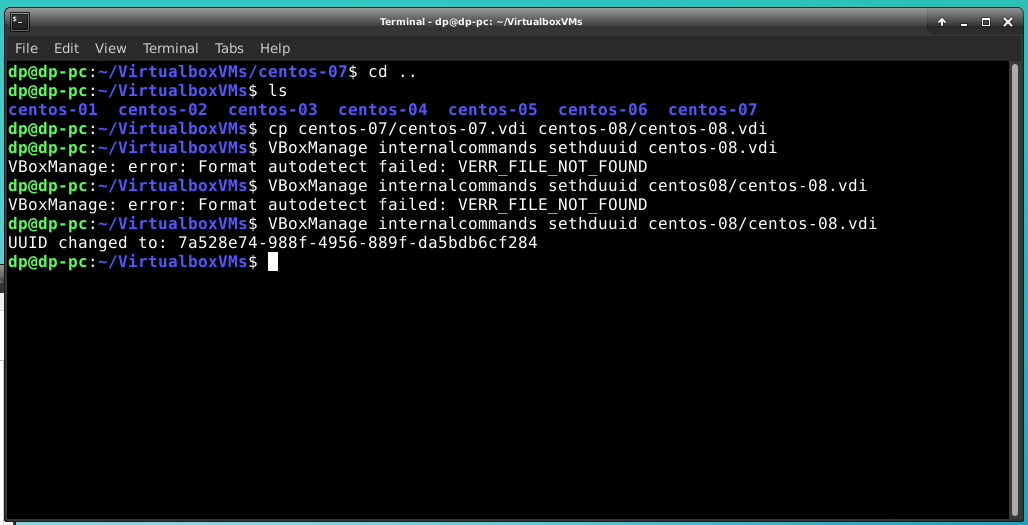 Terminal - dp@dp-pc: ~/VirtualboxVMs
File Edit View Terminal Tabs Help
dp@dp-pc:~/VirtualboxVMs/centos-07$ cd ..
dp@dp-pc:~/VirtualboxVMs$ ls
centos-01 centos-02 centos-03 centos-04 centos-05 centos-06 centos-07
dp@dp-pc:~/VirtualboxVMs$ cp centos-07/centos-07.vdi centos-08/centos-08.vdi
dp@dp-pc:~/VirtualboxVMs$ VBoxManage internalcommands sethduuid centos-08.vdi
VBoxManage: error: Format autodetect failed: VERR_FILE_NOT_FOUND
dp@dp-pc:~/VirtualboxVMs$ VBoxManage internalcommands sethduuid centos08/centos-08.vdi
VBoxManage: error: Format autodetect failed: VERR_FILE_NOT_FOUND
dp@dp-pc:~/VirtualboxVMs$ VBoxManage internalcommands sethduuid centos-08/centos-08.vdi
UUID changed to: 7a528e74-988f-4956-889f-da5bdb6cf284
dp@dp-pc:~/VirtualboxVMs$